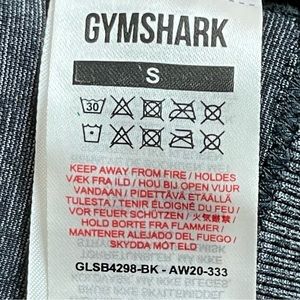 GYMSHARK
S
30
KEEP AWAY FROM FIRE / HOLDES
VÆK FRA ILD / HOU BIJ OPEN VUUR
VANDAAN / PIDETTÄVÄ ETÄÄLLÄ
TULESTA / TENIR ÉLOIGNÉ DU FEU /
VOR FEUER SCHÜTZEN / 火気厳禁 /
HOLD BORTE FRA FLAMMER /
MANTENER ALEJADO DEL FUEGO /
SKYDDA MÓT ELD
GLSB4298-BK - AW20-333